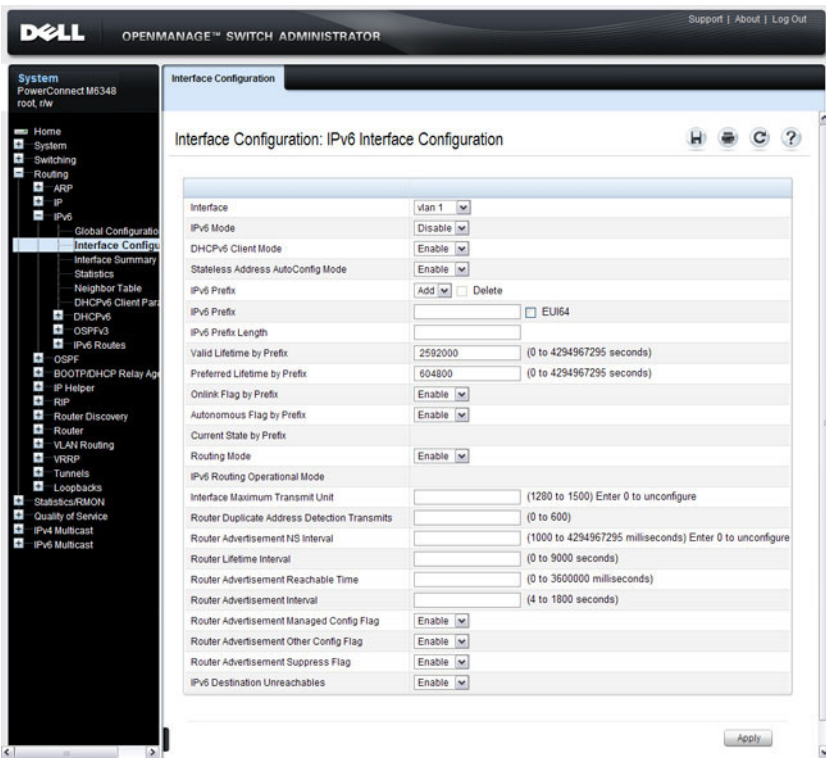 Support | About | Log Out
DELL OPENMANAGE™ SWITCH ADMINISTRATOR
System
PowerConnect M6348
root, r/w
Home
System
Switching
Routing
ARP
IP
IPv6
Global Configuratio
Interface Configu
Interface Summary
Statistics
Neighbor Table
DHCPv6 Client Para
DHCPv6
OSPFv3
IPv6 Routes
OSPF
BOOTP/DHCP Relay Age
IP Helper
RIP
Router Discovery
Router
VLAN Routing
VRRP
Tunnels
Loopbacks
Statistics/RMON
Quality of Service
IPv4 Multicast
IPv6 Multicast
Interface Configuration
Interface Configuration: IPv6 Interface Configuration
Interface vlan 1
IPv6 Mode Disable
DHCPv6 Client Mode Enable
Stateless Address AutoConfig Mode Enable
IPv6 Prefix Add Delete
IPv6 Prefix EUI64
IPv6 Prefix Length
Valid Lifetime by Prefix 2592000 (0 to 4294967295 seconds)
Preferred Lifetime by Prefix 604800 (0 to 4294967295 seconds)
Onlink Flag by Prefix Enable
Autonomous Flag by Prefix Enable
Current State by Prefix
Routing Mode Enable
IPv6 Routing Operational Mode
Interface Maximum Transmit Unit (1280 to 1500) Enter 0 to unconfigure
Router Duplicate Address Detection Transmits (0 to 600)
Router Advertisement NS Interval (1000 to 4294967295 milliseconds) Enter 0 to unconfigure
Router Lifetime Interval (0 to 9000 seconds)
Router Advertisement Reachable Time (0 to 3600000 milliseconds)
Router Advertisement Interval (4 to 1800 seconds)
Router Advertisement Managed Config Flag Enable
Router Advertisement Other Config Flag Enable
Router Advertisement Suppress Flag Enable
IPv6 Destination Unreachables Enable
Apply